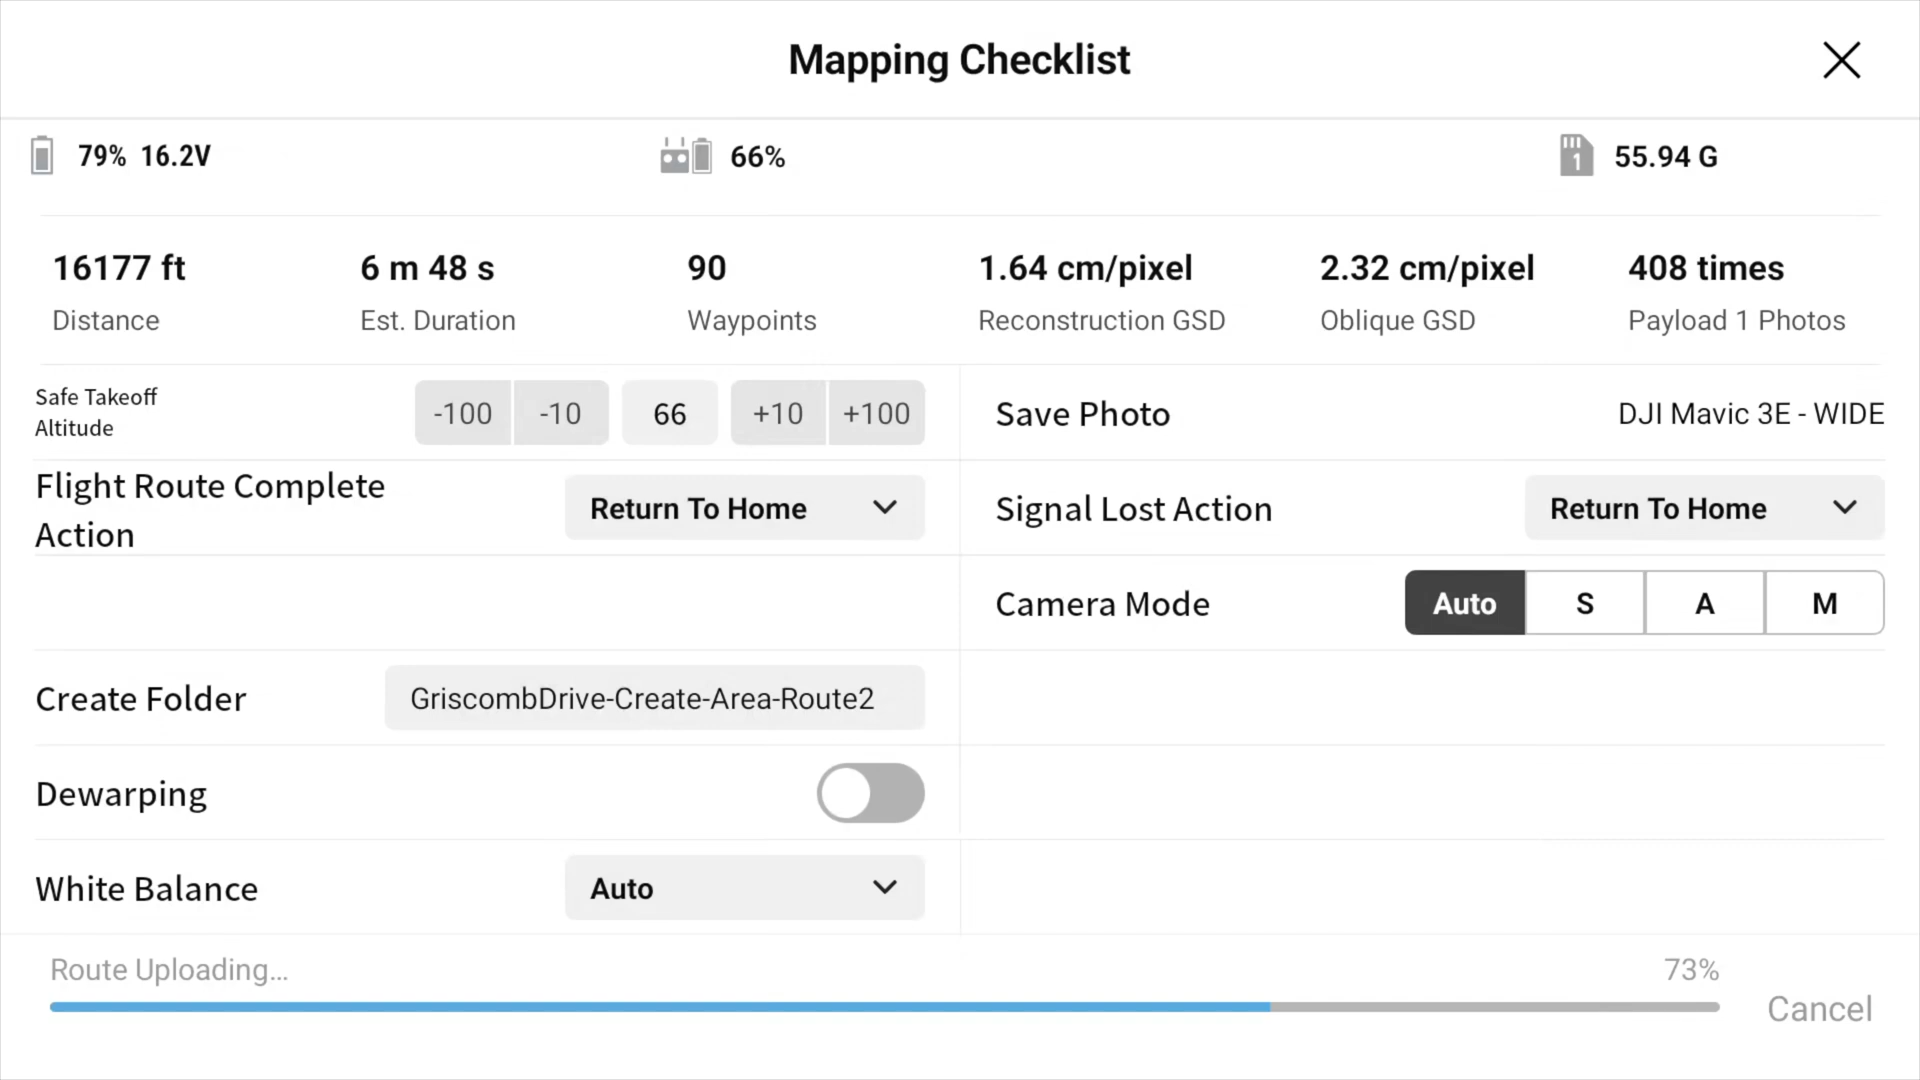 Mapping Checklist
79% 16.2V
66%
1
55.94 G
16177 ft
6 m 48 s
90
1.64 cm/pixel
2.32 cm/pixel
408 times
Distance
Est. Duration
Waypoints
Reconstruction GSD
Oblique GSD
Payload 1 Photos
Safe Takeoff
Altitude
-100
-10
66
+10
+100
Save Photo
DJI Mavic 3E - WIDE
Flight Route Complete
Action
Return To Home
Signal Lost Action
Return To Home
Camera Mode
Auto
S
A
M
Create Folder
GriscombDrive-Create-Area-Route2
Dewarping
White Balance
Auto
Route Uploading...
73%
Cancel